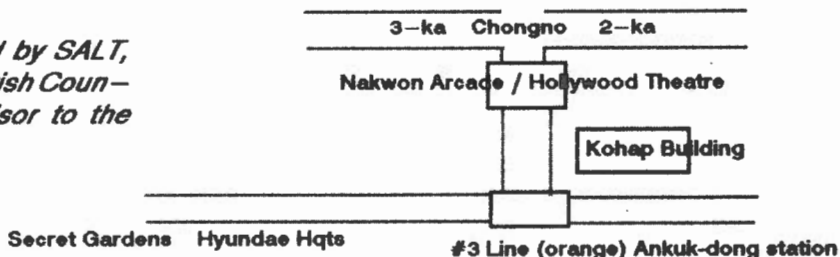 by SALT,
ish Coun–
sor to the
3–ka Chongno 2–ka
Nakwon Arcade / Hollywood Theatre
Kohap Building
Secret Gardens Hyundae Hqts
#3 Line (orange) Ankuk-dong station